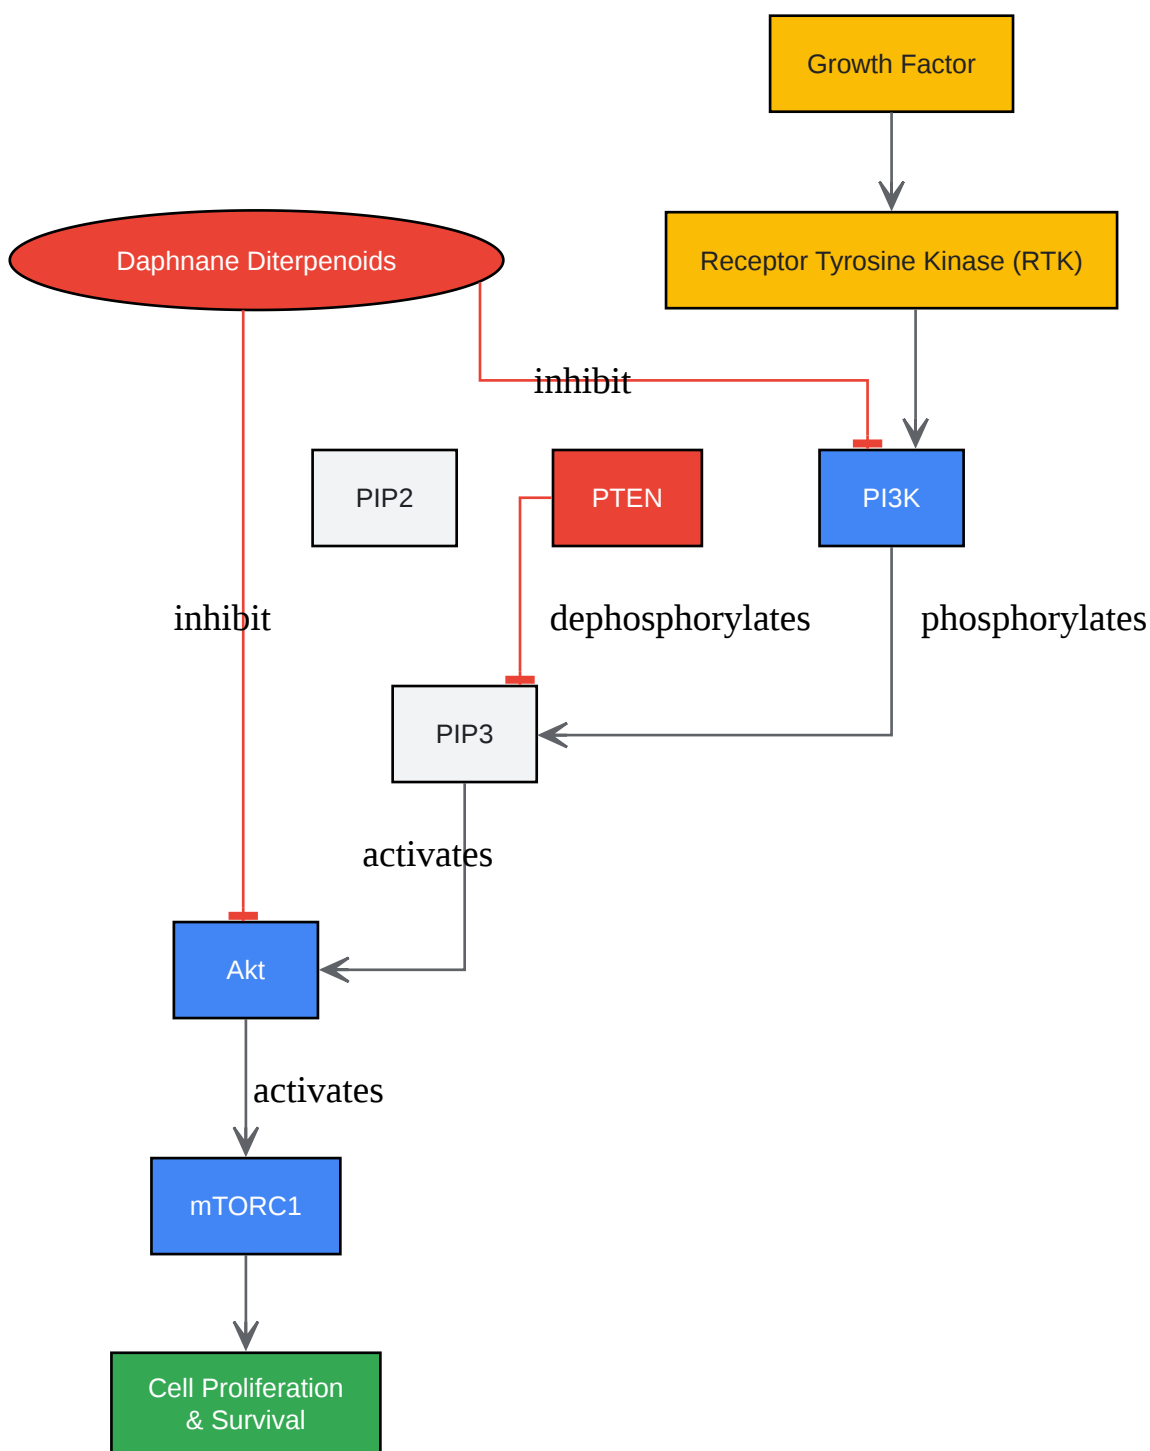 Growth Factor
Daphnane Diterpenoids
Receptor Tyrosine Kinase (RTK)
inhibit
PIP2
PTEN
PI3K
inhibit
dephosphorylates
phosphorylates
PIP3
activates
Akt
activates
mTORC1
Cell Proliferation
& Survival